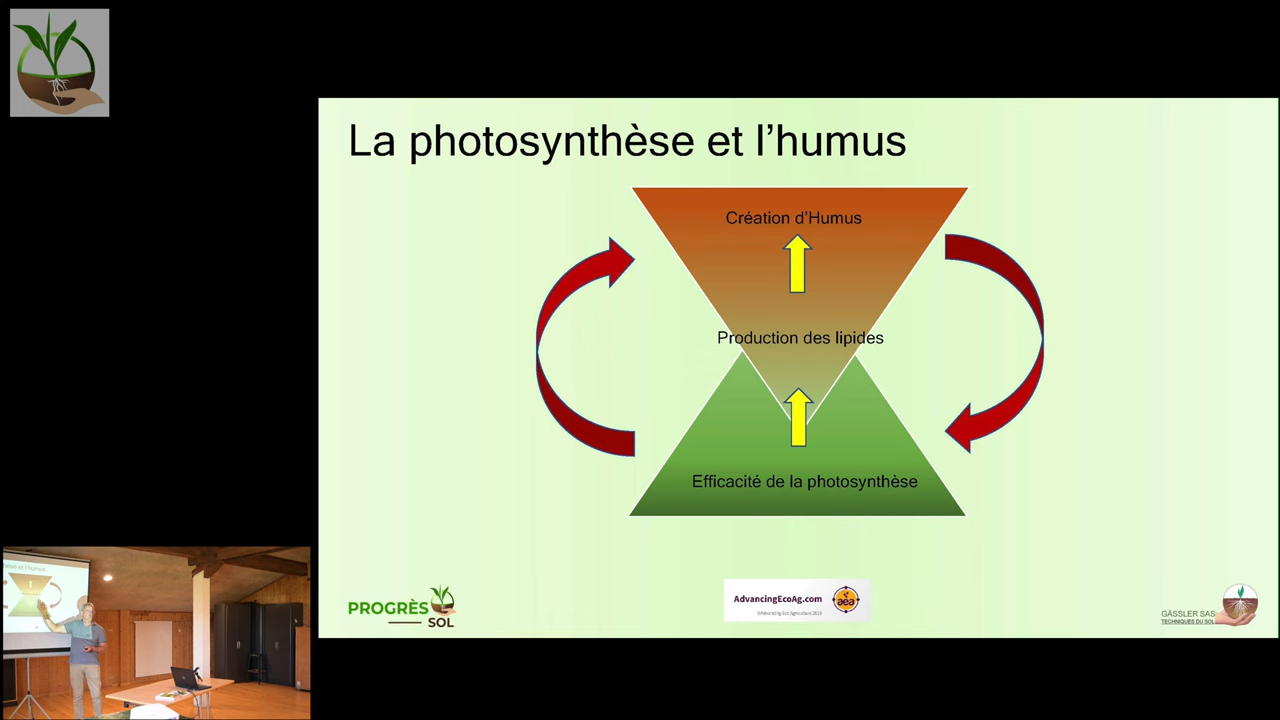 La photosynthèse et l’humus
Création d’Humus
Production des lipides
Efficacité de la photosynthèse
PROGRÈS
SOL
AdvancingEcoAg.com
aea
©Advancing Eco Agriculture 2019
GÄSSLER SAS
TECHNIQUES DU SOL